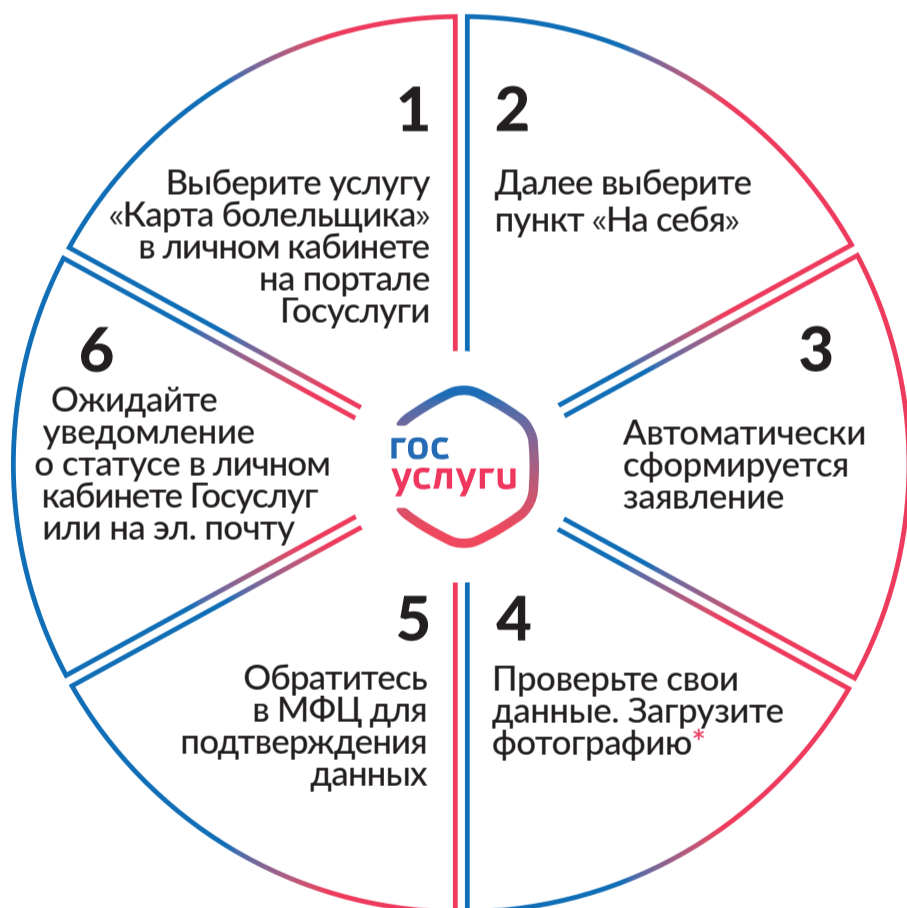 1
Выберите услугу
«Карта болельщика»
в личном кабинете
на портале
Госуслуги
2
Далее выберите
пункт «На себя»
3
Автоматически
сформируется
заявление
4
Проверьте свои
данные. Загрузите
фотографию*
5
Обратитесь
в МФЦ для
подтверждения
данных
6
Ожидайте
уведомление
о статусе в личном
кабинете Госуслуг
или на эл. почту
гос
услуги